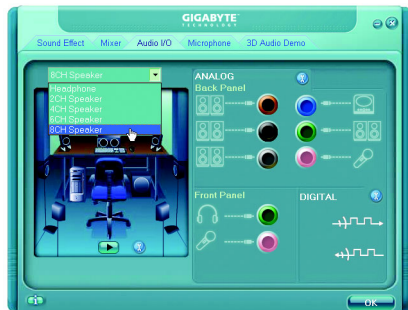 GIGABYTE
TECHNOLOGY
Sound Effect
Mixer
Audio I/O
Microphone
3D Audio Demo
8CH Speaker
Headphone
2CH Speaker
4CH Speaker
6CH Speaker
8CH Speaker
ANALOG
Back Panel
Front Panel
DIGITAL
OK